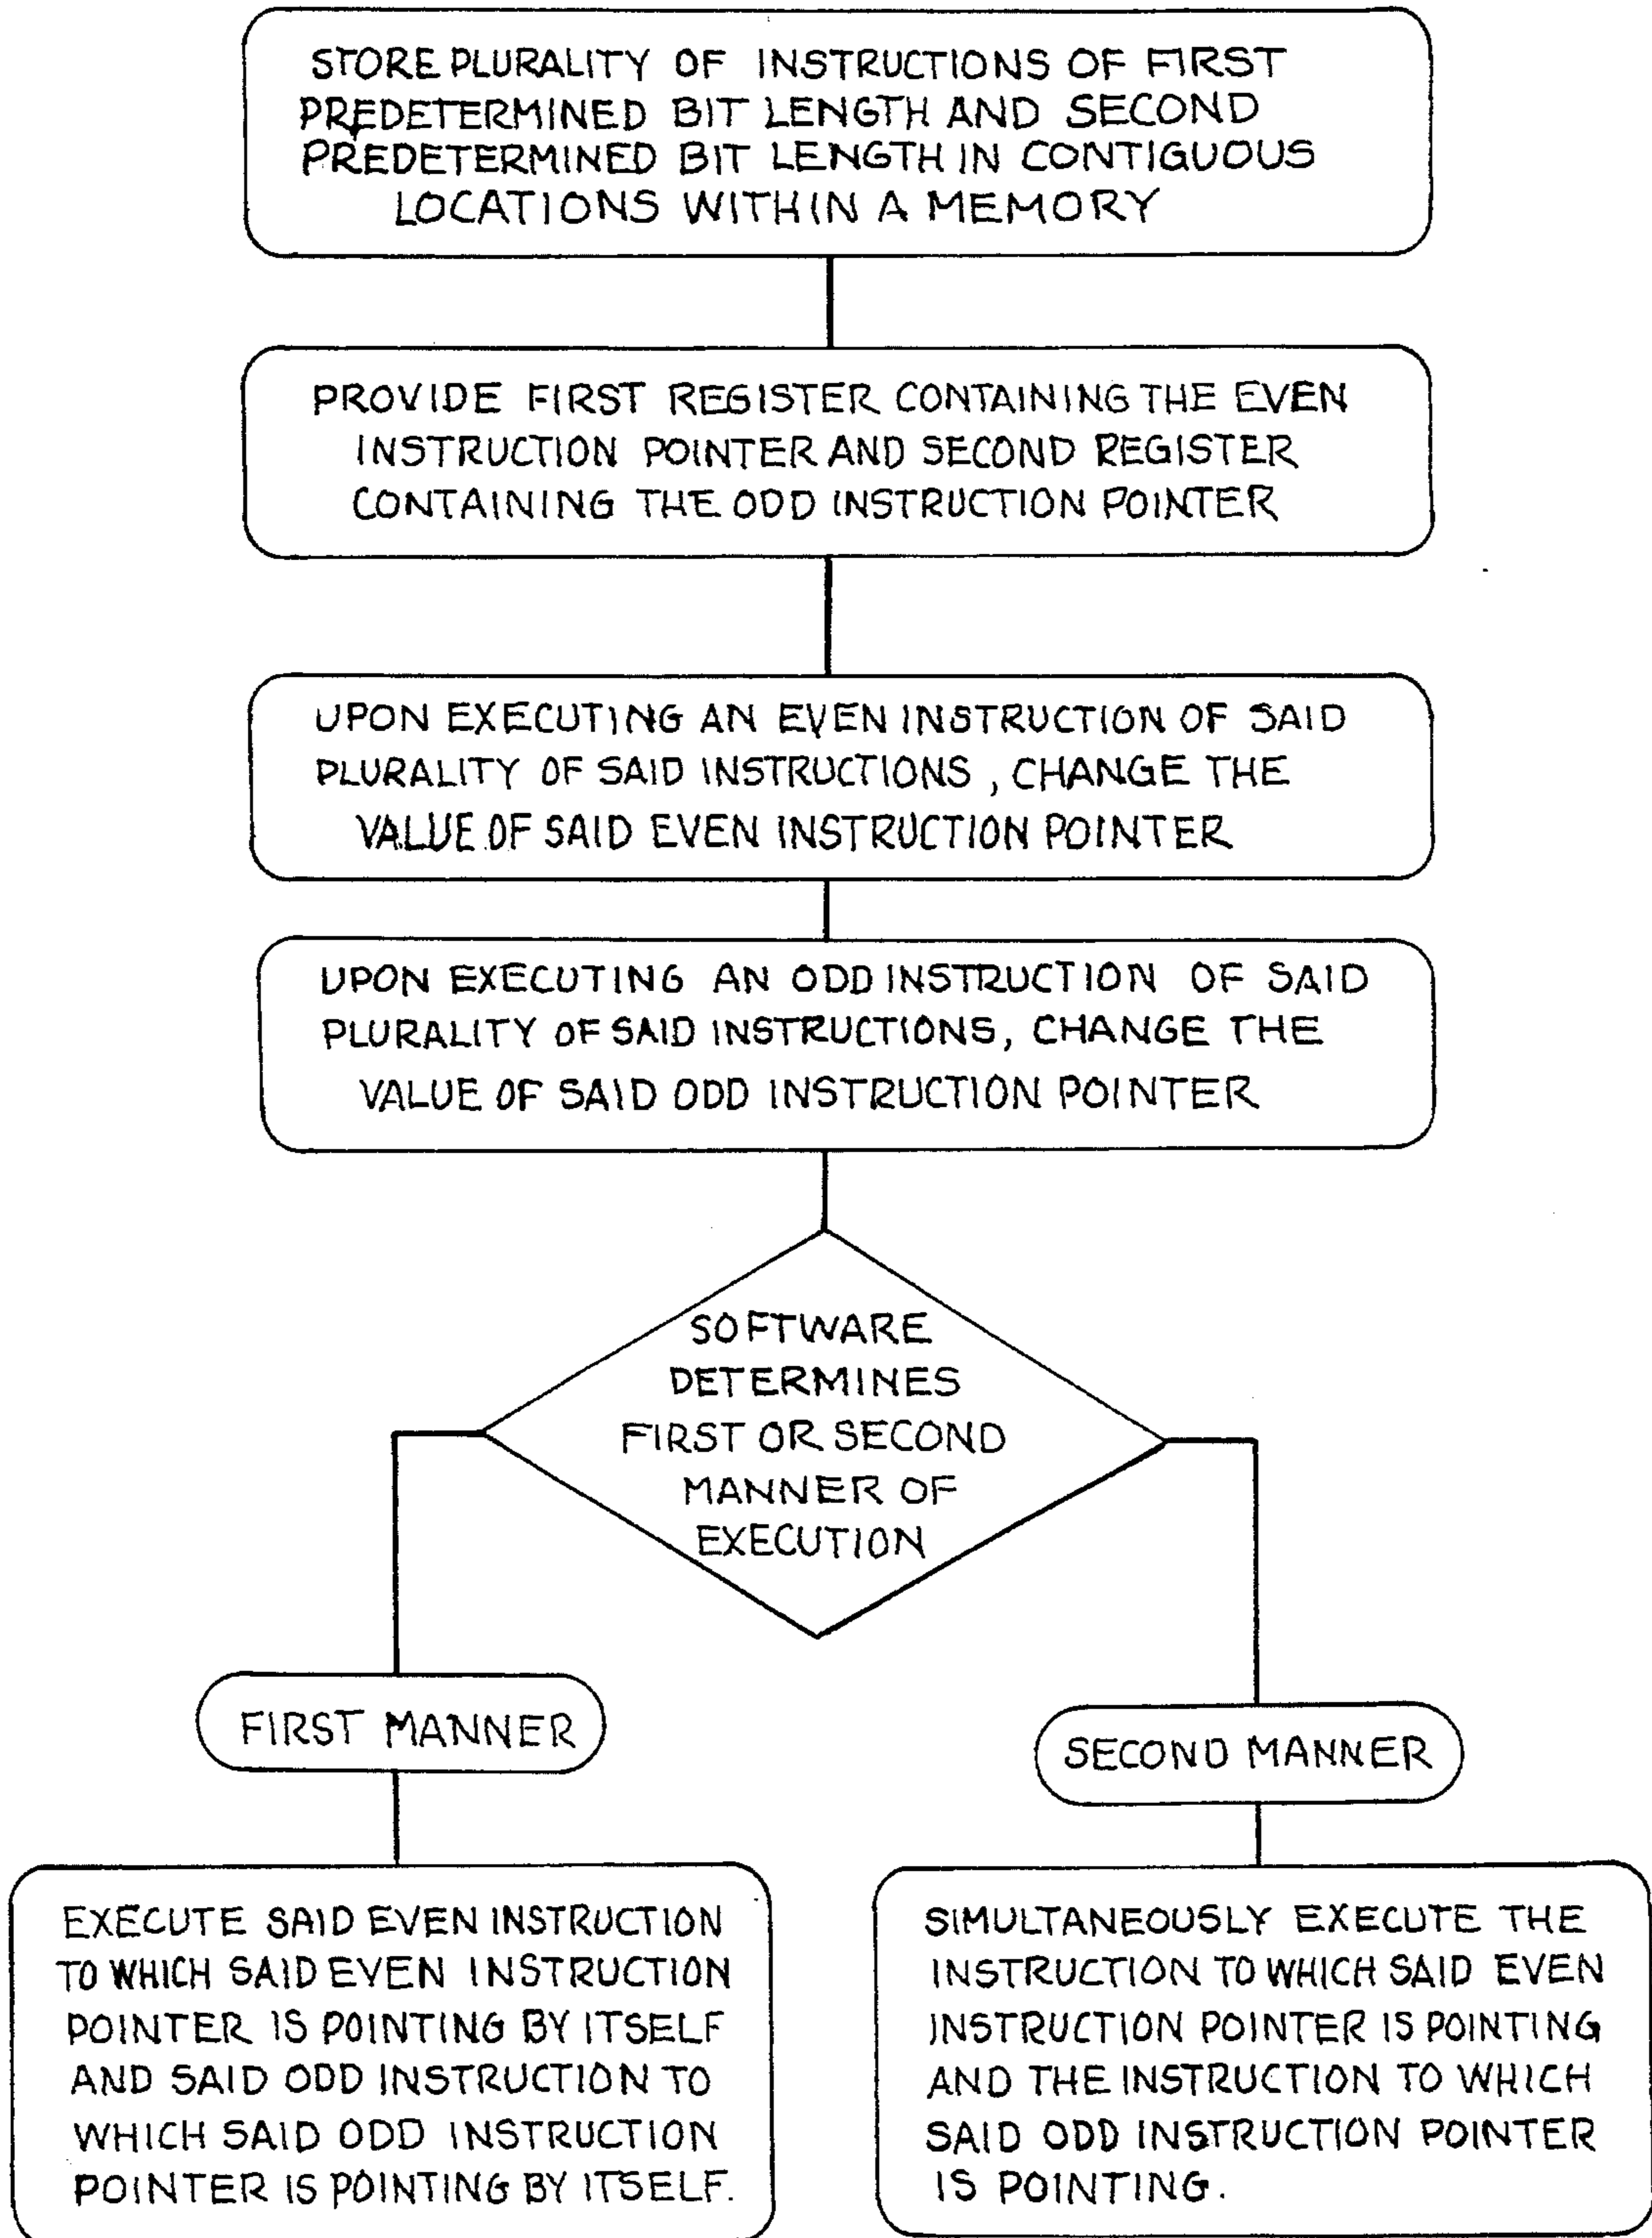 STORE PLURALITY OF INSTRUCTIONS OF FIRST
PREDETERMINED BIT LENGTH AND SECOND
PREDETERMINED BIT LENGTH IN CONTIGUOUS
LOCATIONS WITHIN A MEMORY
PROVIDE FIRST REGISTER CONTAINING THE EVEN
INSTRUCTION POINTER AND SECOND REGISTER
CONTAINING THE ODD INSTRUCTION POINTER
UPON EXECUTING AN EVEN INSTRUCTION OF SAID
PLURALITY OF SAID INSTRUCTIONS, CHANGE THE
VALUE OF SAID EVEN INSTRUCTION POINTER
UPON EXECUTING AN ODD INSTRUCTION OF SAID
PLURALITY OF SAID INSTRUCTIONS, CHANGE THE
VALUE OF SAID ODD INSTRUCTION POINTER
SOFTWARE
DETERMINES
FIRST OR SECOND
MANNER OF
EXECUTION
FIRST MANNER
SECOND MANNER
EXECUTE SAID EVEN INSTRUCTION
TO WHICH SAID EVEN INSTRUCTION
POINTER IS POINTING BY ITSELF
AND SAID ODD INSTRUCTION TO
WHICH SAID ODD INSTRUCTION
POINTER IS POINTING BY ITSELF.
SIMULTANEOUSLY EXECUTE THE
INSTRUCTION TO WHICH SAID EVEN
INSTRUCTION POINTER IS POINTING
AND THE INSTRUCTION TO WHICH
SAID ODD INSTRUCTION POINTER
IS POINTING.